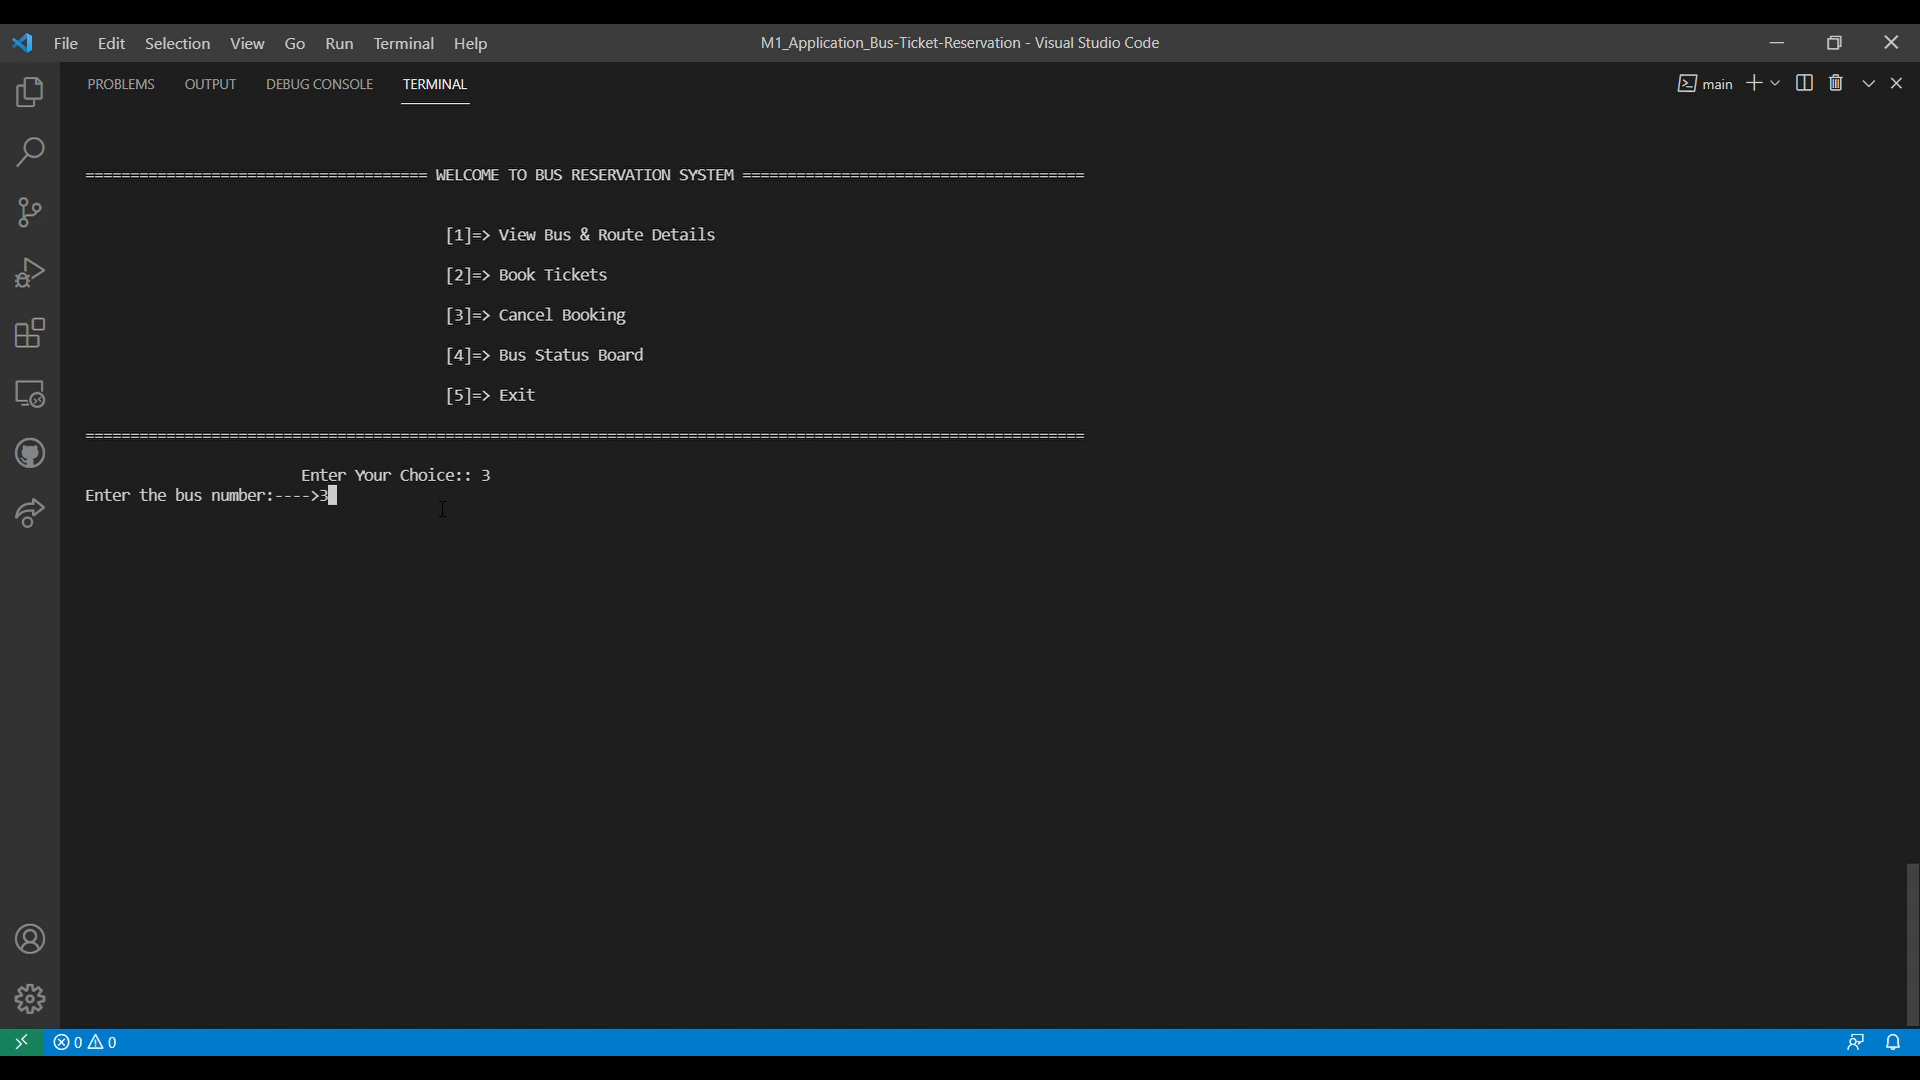 File Edit Selection View Go Run Terminal Help
M1_Application_Bus-Ticket-Reservation - Visual Studio Code
PROBLEMS OUTPUT DEBUG CONSOLE TERMINAL
main
====================================== WELCOME TO BUS RESERVATION SYSTEM ======================================
[1]=> View Bus & Route Details
[2]=> Book Tickets
[3]=> Cancel Booking
[4]=> Bus Status Board
[5]=> Exit
===============================================================================================================
Enter Your Choice:: 3
Enter the bus number:---->3
0 0